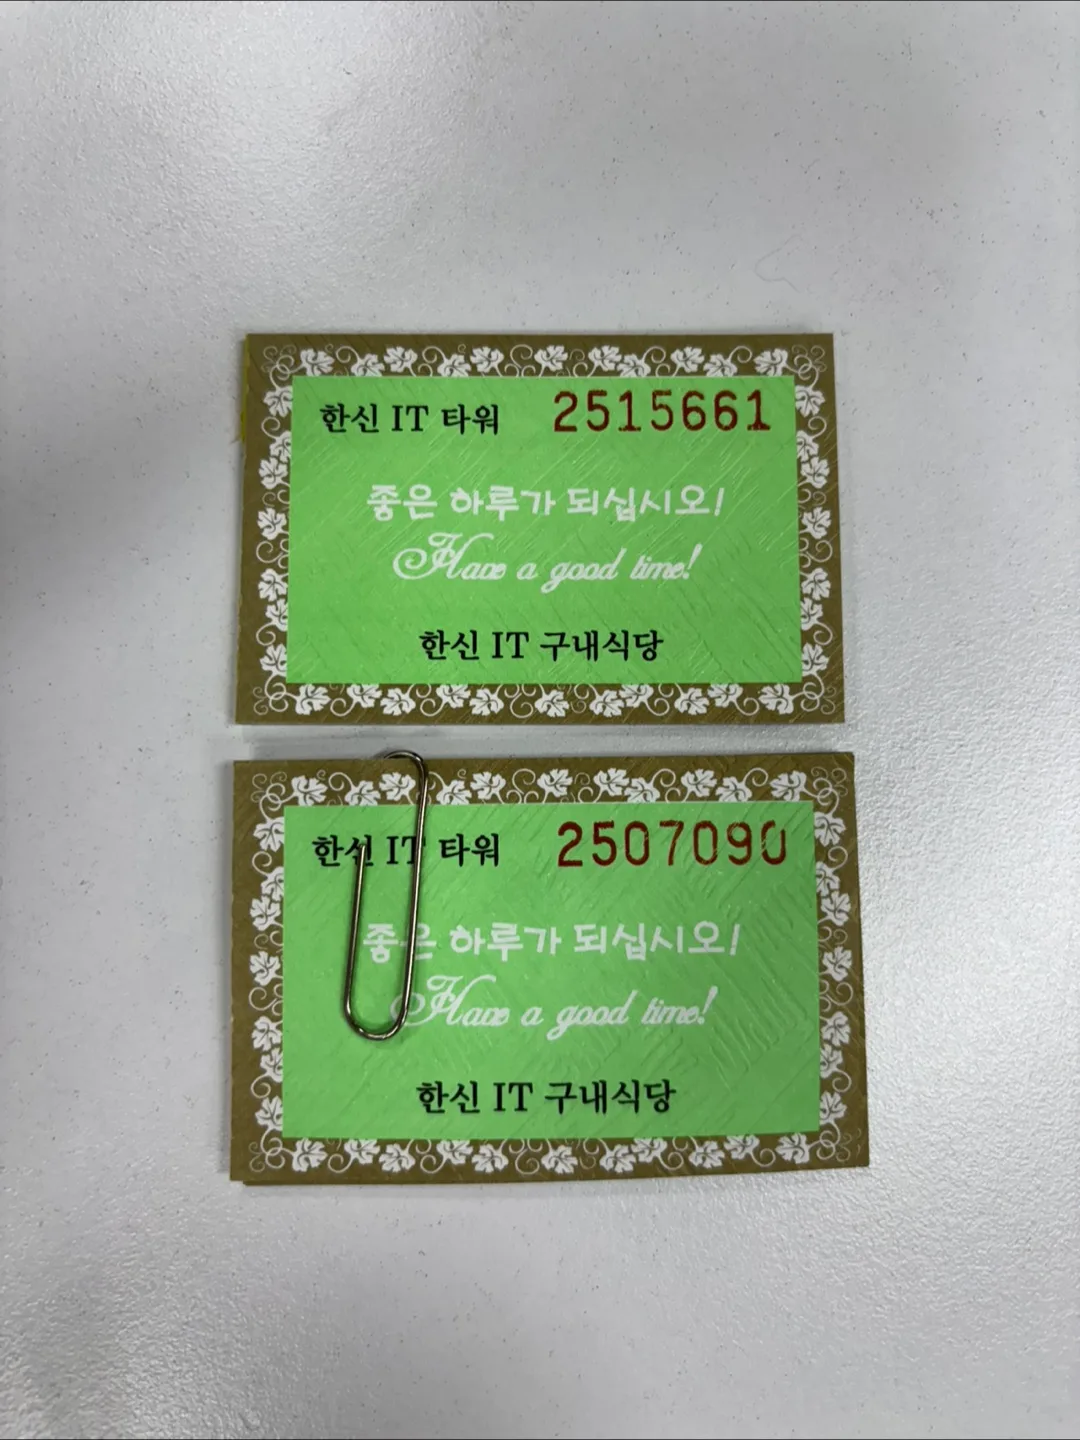 한신 IT 타워 2515661
좋은 하루가 되십시오!
Have a good time!
한신 IT 구내식당
한신 IT 타워 2507090
좋은 하루가 되십시오!
Have a good time!
한신 IT 구내식당